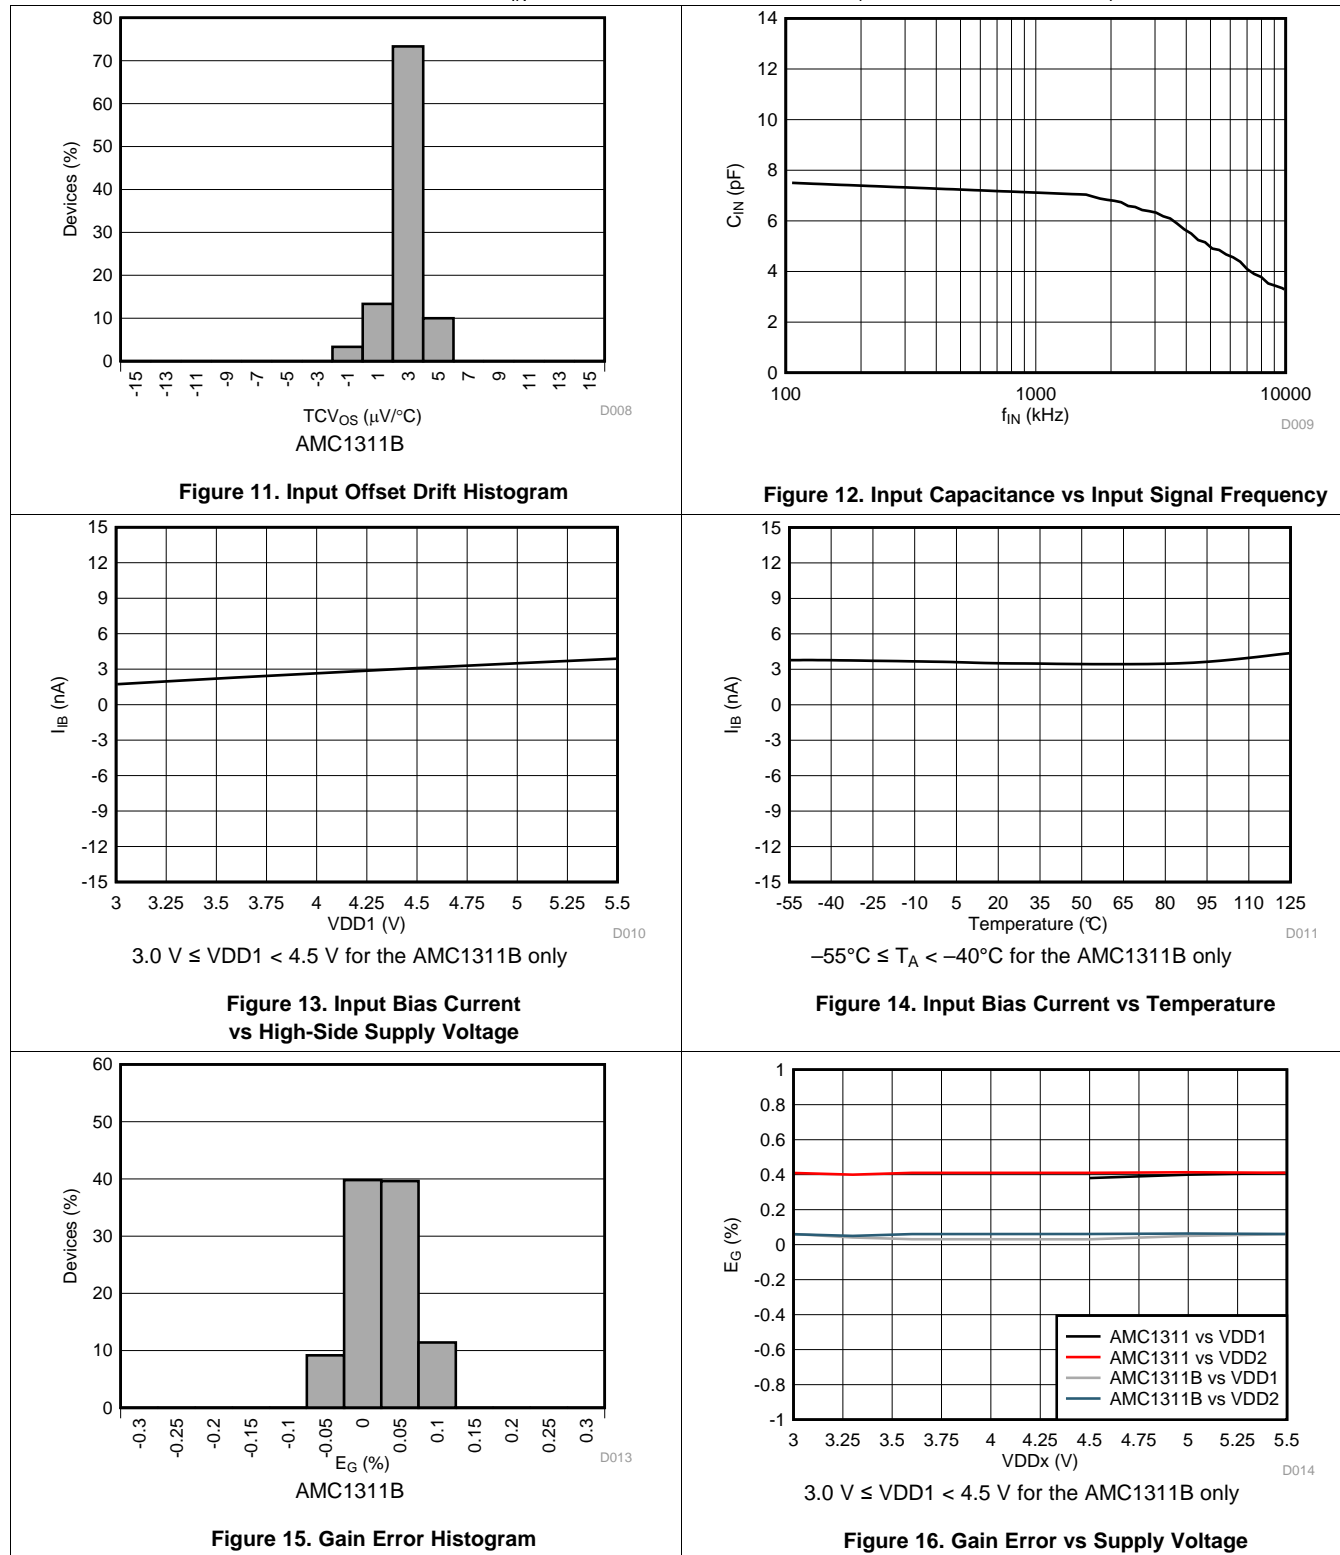 80
70
60
50
40
30
20
10
0
Devices (%)
-15 -13 -11 -9 -7 -5 -3 -1 1 3 5 7 9 11 13 15
TCVOS (μV/°C)
D008
AMC1311B
Figure 11. Input Offset Drift Histogram
14
12
10
8
6
4
2
0
CIN (pF)
100 1000 10000
fIN (kHz)
D009
Figure 12. Input Capacitance vs Input Signal Frequency
15
12
9
6
3
0
-3
-6
-9
-12
-15
IIB (nA)
3 3.25 3.5 3.75 4 4.25 4.5 4.75 5 5.25 5.5
VDD1 (V)
D010
3.0 V ≤ VDD1 < 4.5 V for the AMC1311B only
Figure 13. Input Bias Current
vs High-Side Supply Voltage
15
12
9
6
3
0
-3
-6
-9
-12
-15
IIB (nA)
-55 -40 -25 -10 5 20 35 50 65 80 95 110 125
Temperature (°C)
D011
–55°C ≤ TA < –40°C for the AMC1311B only
Figure 14. Input Bias Current vs Temperature
60
50
40
30
20
10
0
Devices (%)
-0.3 -0.25 -0.2 -0.15 -0.1 -0.05 0 0.05 0.1 0.15 0.2 0.25 0.3
EG (%)
D013
AMC1311B
Figure 15. Gain Error Histogram
1
0.8
0.6
0.4
0.2
0
-0.2
-0.4
-0.6
-0.8
-1
EG (%)
AMC1311 vs VDD1
AMC1311 vs VDD2
AMC1311B vs VDD1
AMC1311B vs VDD2
3 3.25 3.5 3.75 4 4.25 4.5 4.75 5 5.25 5.5
VDDx (V)
D014
3.0 V ≤ VDD1 < 4.5 V for the AMC1311B only
Figure 16. Gain Error vs Supply Voltage